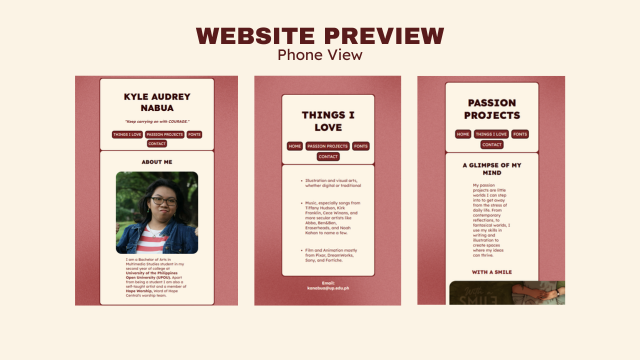 WEBSITE PREVIEW
Phone View
KYLE AUDREY
NABUA
"Keep carrying on with COURAGE."
THINGS I LOVE
PASSION PROJECTS
FONTS
CONTACT
ABOUT ME
I am a Bachelor of Arts in
Multimedia Studies student in my
second year of college at
University of the Philippines
Open University (UPOU). Apart
from being a student I am also a
self-taught artist and a member of
Hope Worship, Word of Hope
Cainta's worship team.
THINGS I
LOVE
HOME
PASSION PROJECTS
FONTS
CONTACT
Illustration and visual arts,
whether digital or traditional
Music, especially songs from
Tiffany Hudson, Kirk
Franklin, Cece Winans, and
more secular artists like
Abba, Ben&Ben,
Eraserheads, and Noah
Kahan to name a few.
Film and Animation mostly
from Pixar, DreamWorks,
Sony, and Fortiche.
Email:
kanabua@up.edu.ph
PASSION
PROJECTS
HOME
THINGS I LOVE
FONTS
CONTACT
A GLIMPSE OF MY
MIND
My passion
projects are little
worlds I can step
into to get away
from the stress of
daily life. From
contemporary
reflections, to
fantastical worlds, I
use my skills in
writing and
illustration to
create spaces
where my ideas
can thrive.
WITH A SMILE